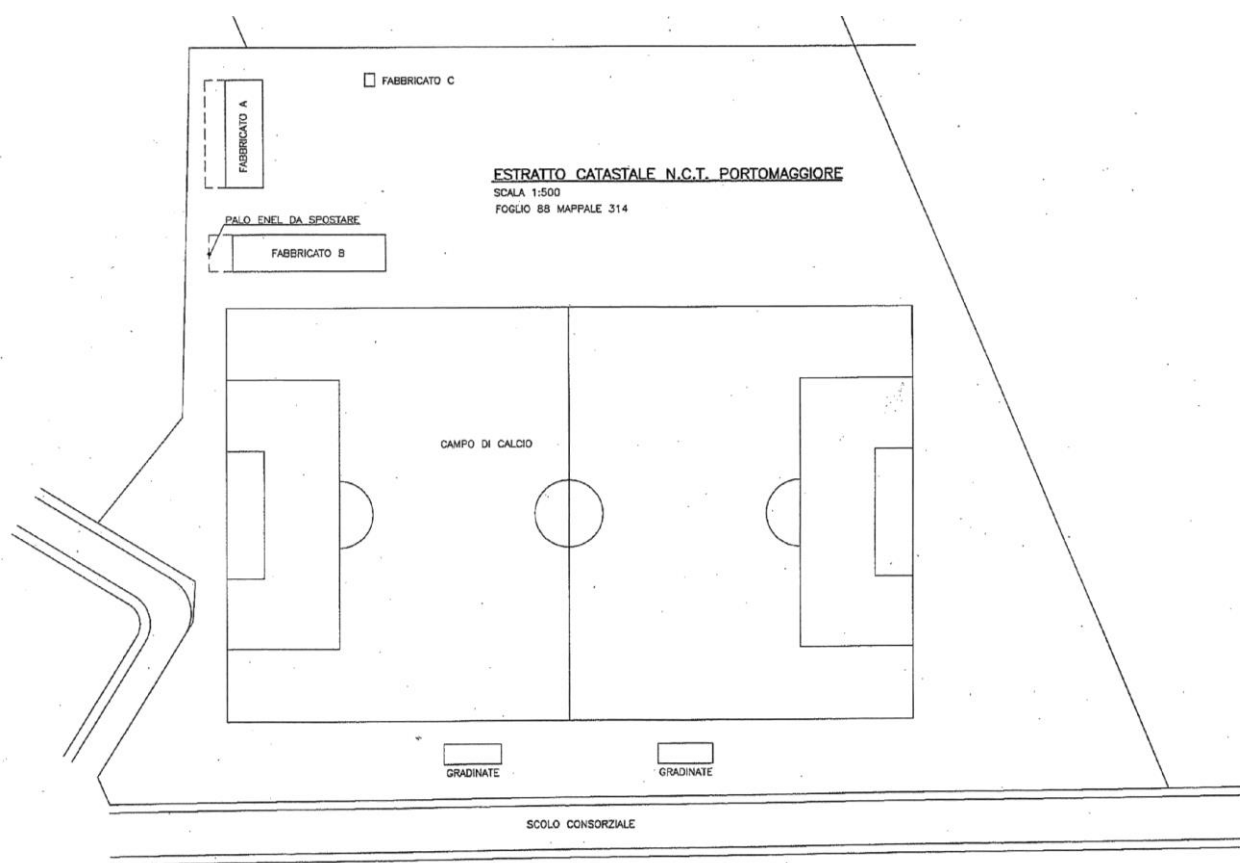 FABBRICATO C
FABBRICATO A
ESTRATTO CATASTALE N.C.T. PORTOMAGGIORE
SCALA 1:500
FOGLIO 88 MAPPALE 314
PALO ENEL DA SPOSTARE
FABBRICATO B
CAMPO DI CALCIO
GRADINATE
GRADINATE
SCOLO CONSORZIALE